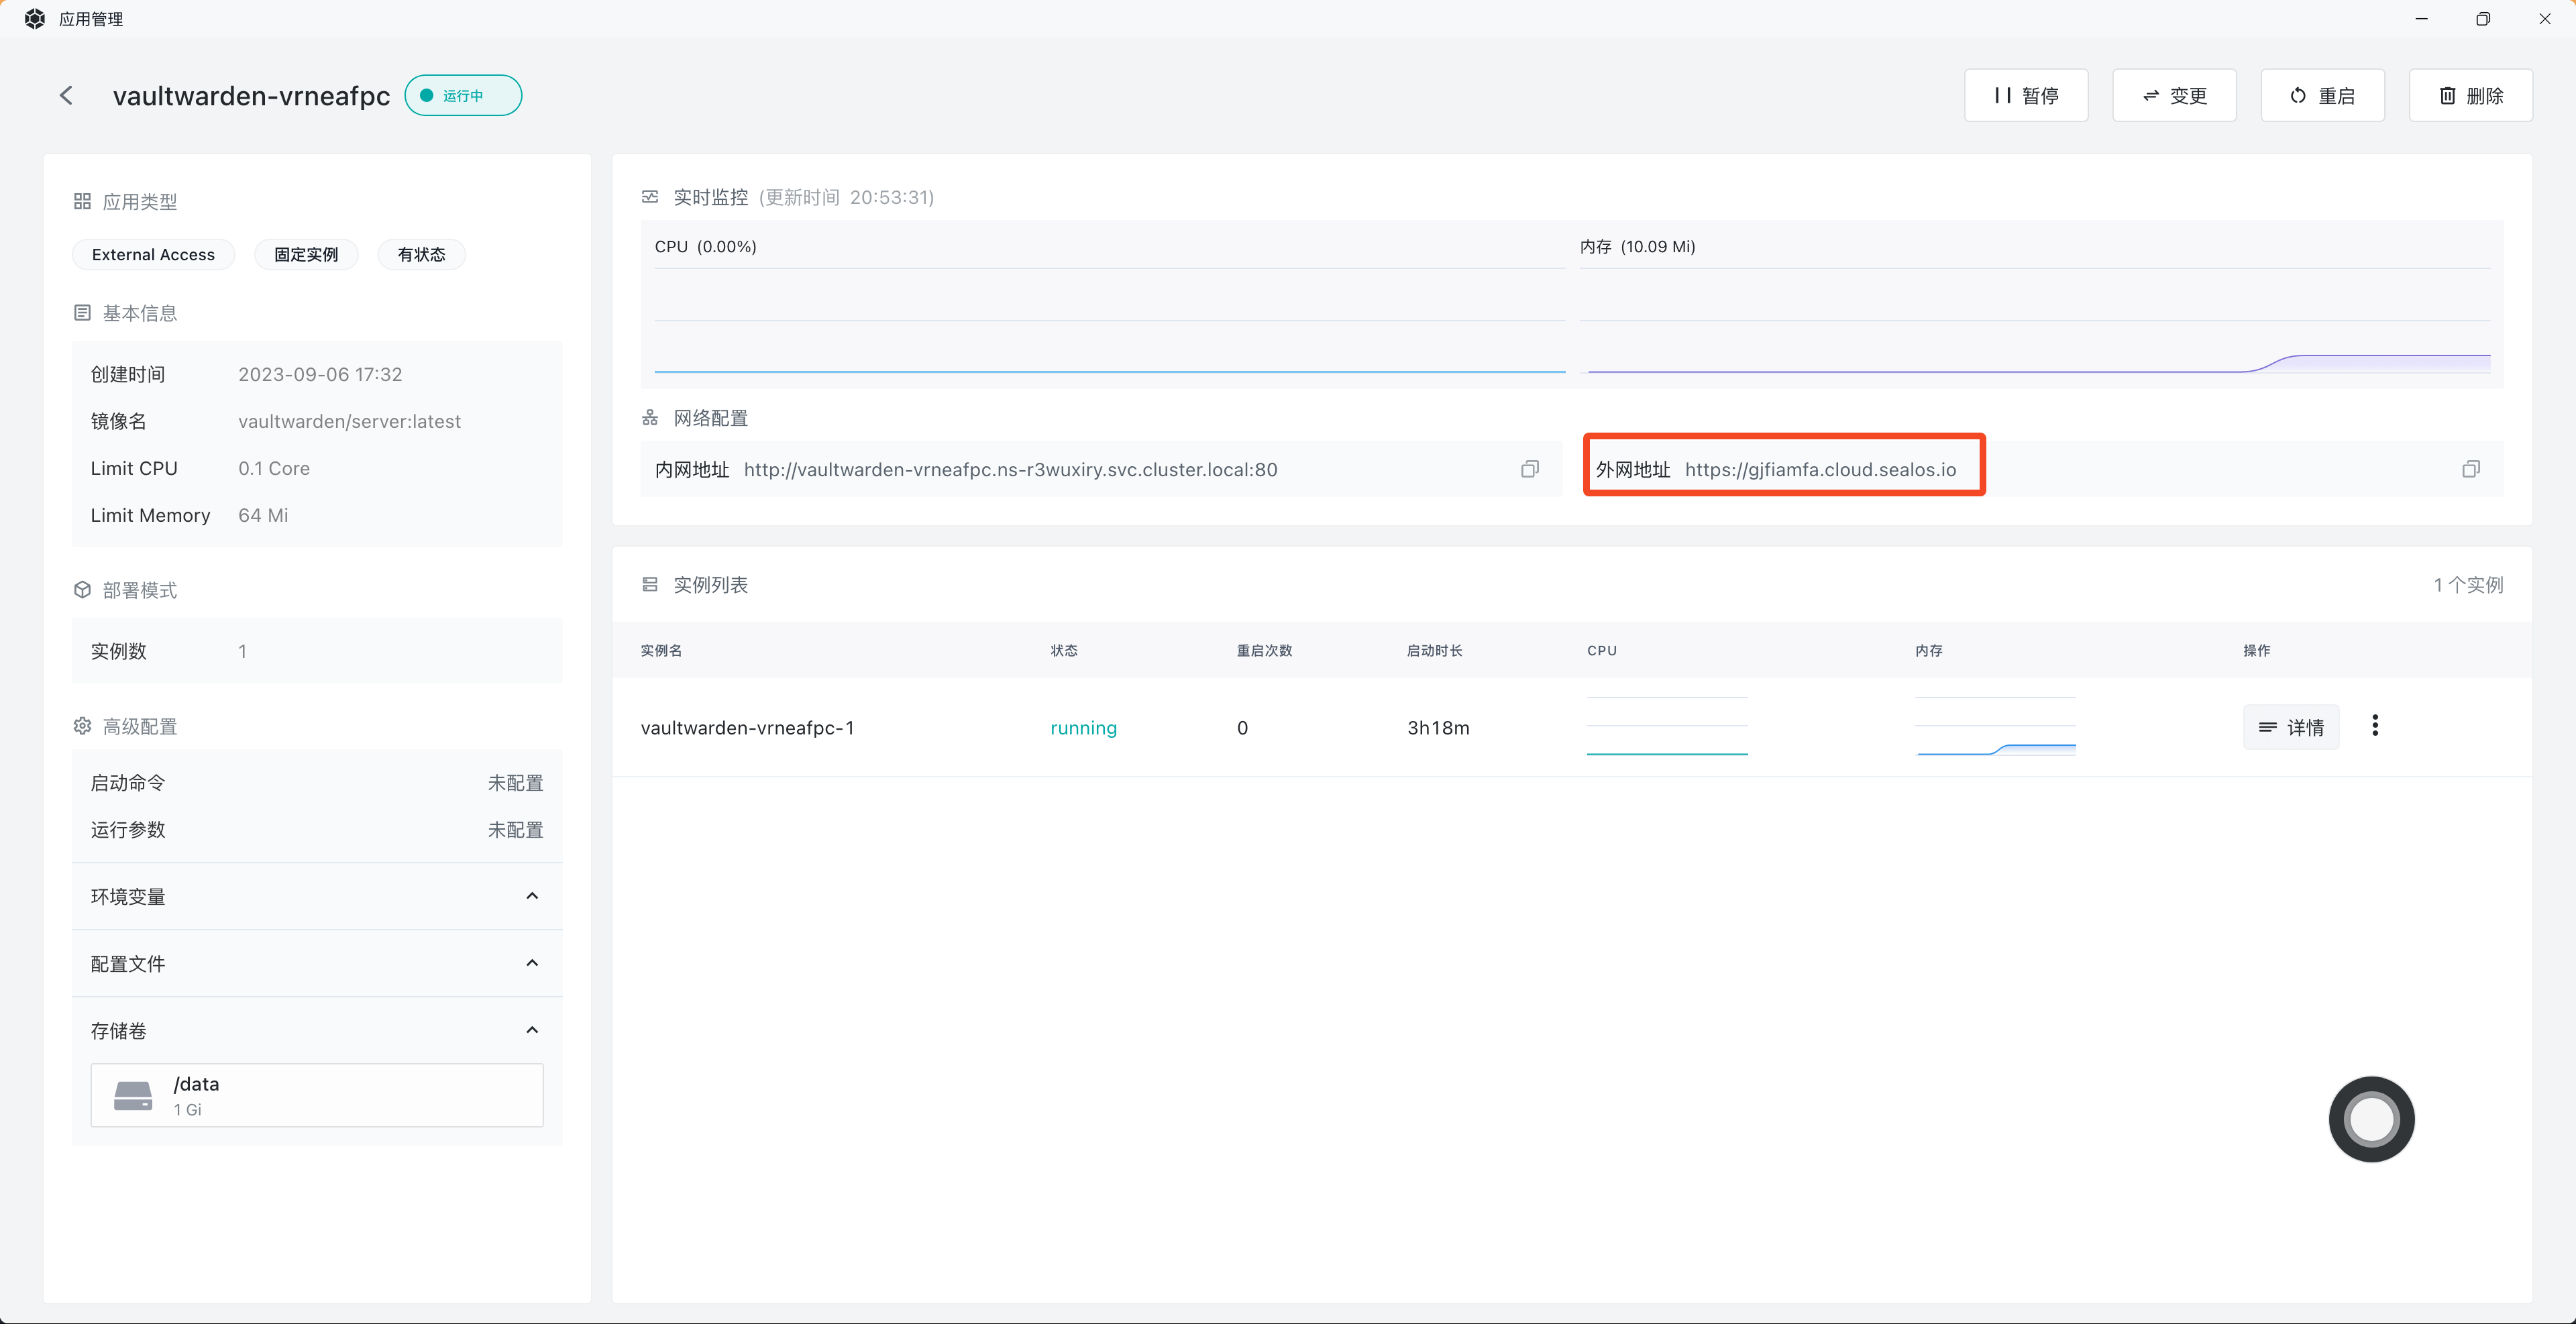 应用管理
vaultwarden-vrneafpc 运行中 暂停 变更 重启 删除
应用类型
External Access 固定实例 有状态
基本信息
创建时间 2023-09-06 17:32
镜像名 vaultwarden/server:latest
Limit CPU 0.1 Core
Limit Memory 64 Mi
部署模式
实例数 1
高级配置
启动命令 未配置
运行参数 未配置
环境变量
配置文件
存储卷
/data
1 Gi
实时监控 (更新时间 20:53:31)
CPU (0.00%) 内存 (10.09 Mi)
网络配置
内网地址 http://vaultwarden-vrneafpc.ns-r3wuxiry.svc.cluster.local:80 外网地址 https://gjfiamfa.cloud.sealos.io
实例列表 1 个实例
实例名 状态 重启次数 启动时长 CPU 内存 操作
vaultwarden-vrneafpc-1 running 0 3h18m 详情